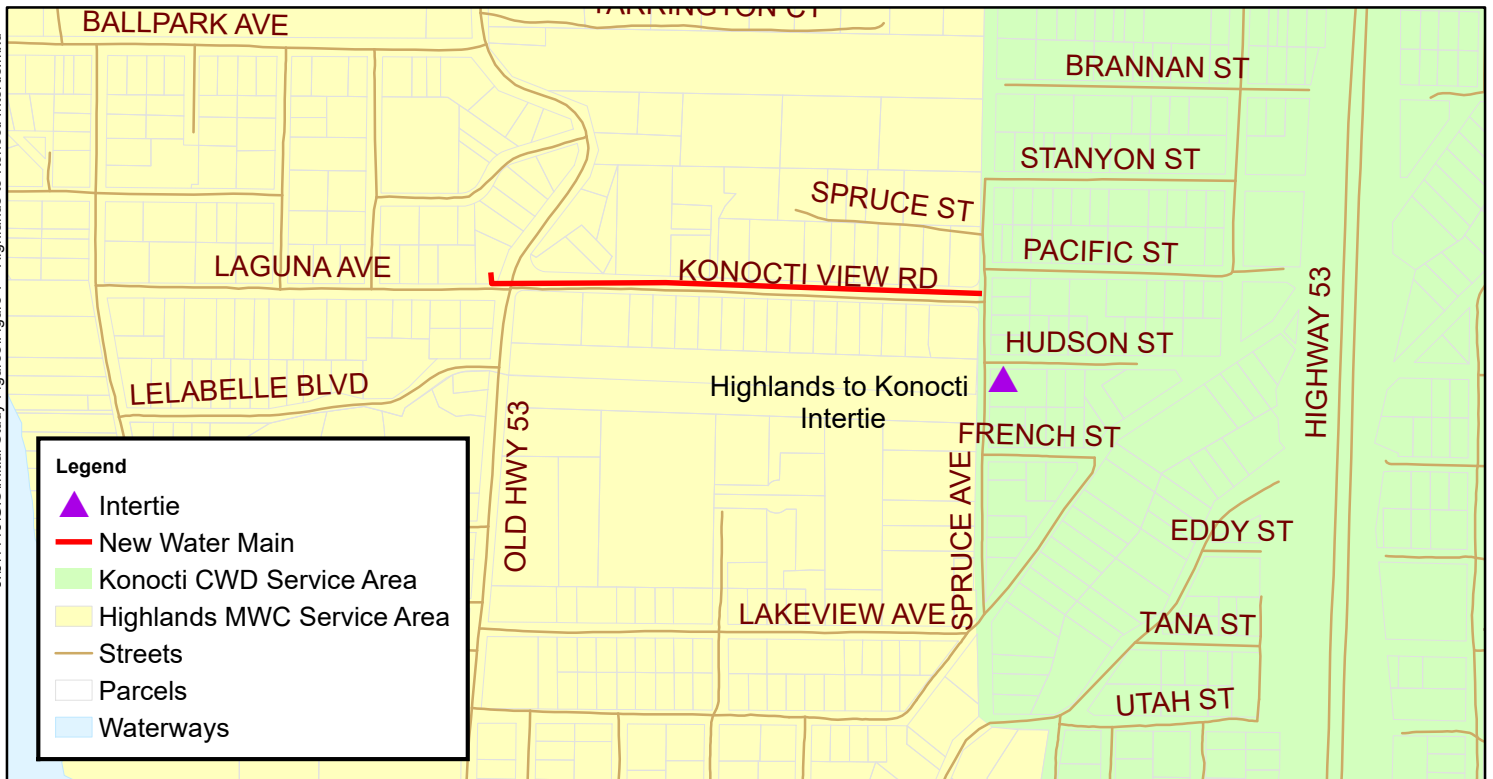 BALLPARK AVE
TARRINGTON CT
BRANNAN ST
STANYON ST
SPRUCE ST
PACIFIC ST
LAGUNA AVE
KONOCTI VIEW RD
HIGHWAY 53
HUDSON ST
LELABELLE BLVD
Highlands to Konocti
Intertie
OLD HWY 53
FRENCH ST
SPRUCE AVE
EDDY ST
LAKEVIEW AVE
TANA ST
UTAH ST
Legend
Intertie
New Water Main
Konocti CWD Service Area
Highlands MWC Service Area
Streets
Parcels
Waterways